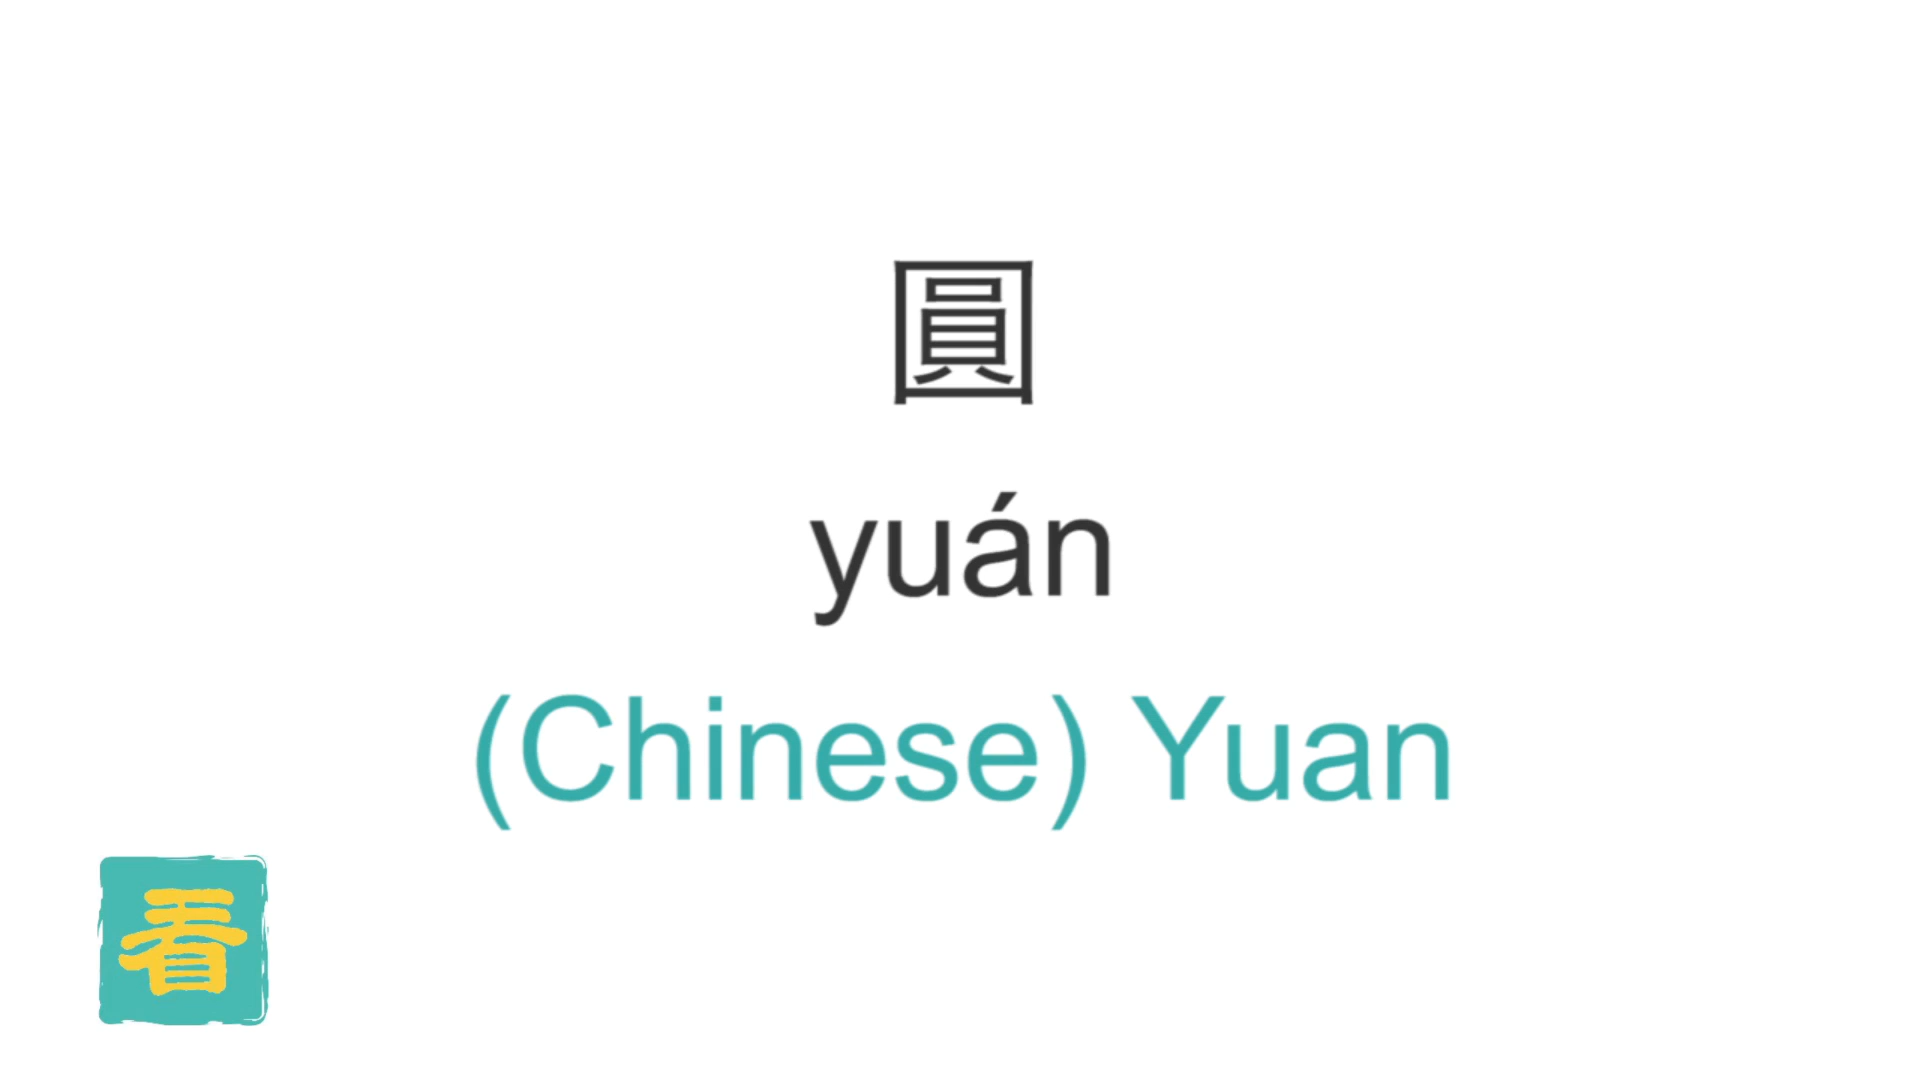 圓
yuán
(Chinese) Yuan
看